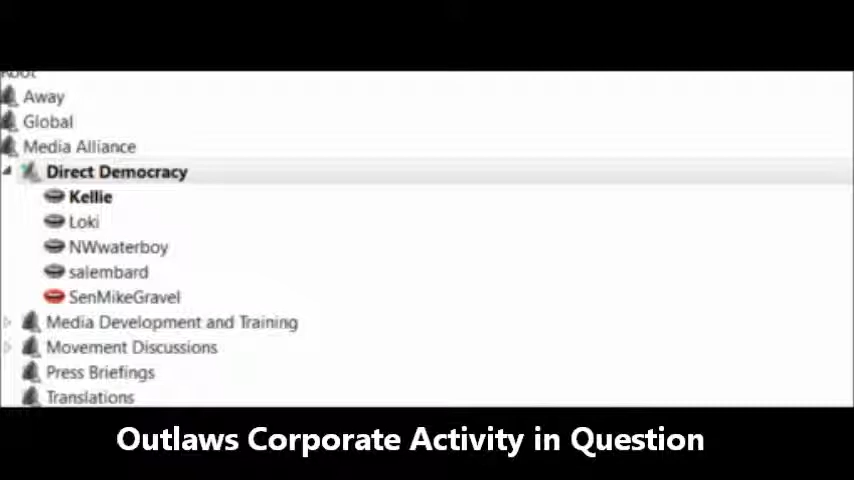 Root
Away
Global
Media Alliance
Direct Democracy
Kellie
Loki
NWwaterboy
salembard
SenMikeGravel
Media Development and Training
Movement Discussions
Press Briefings
Translations
Outlaws Corporate Activity in Question